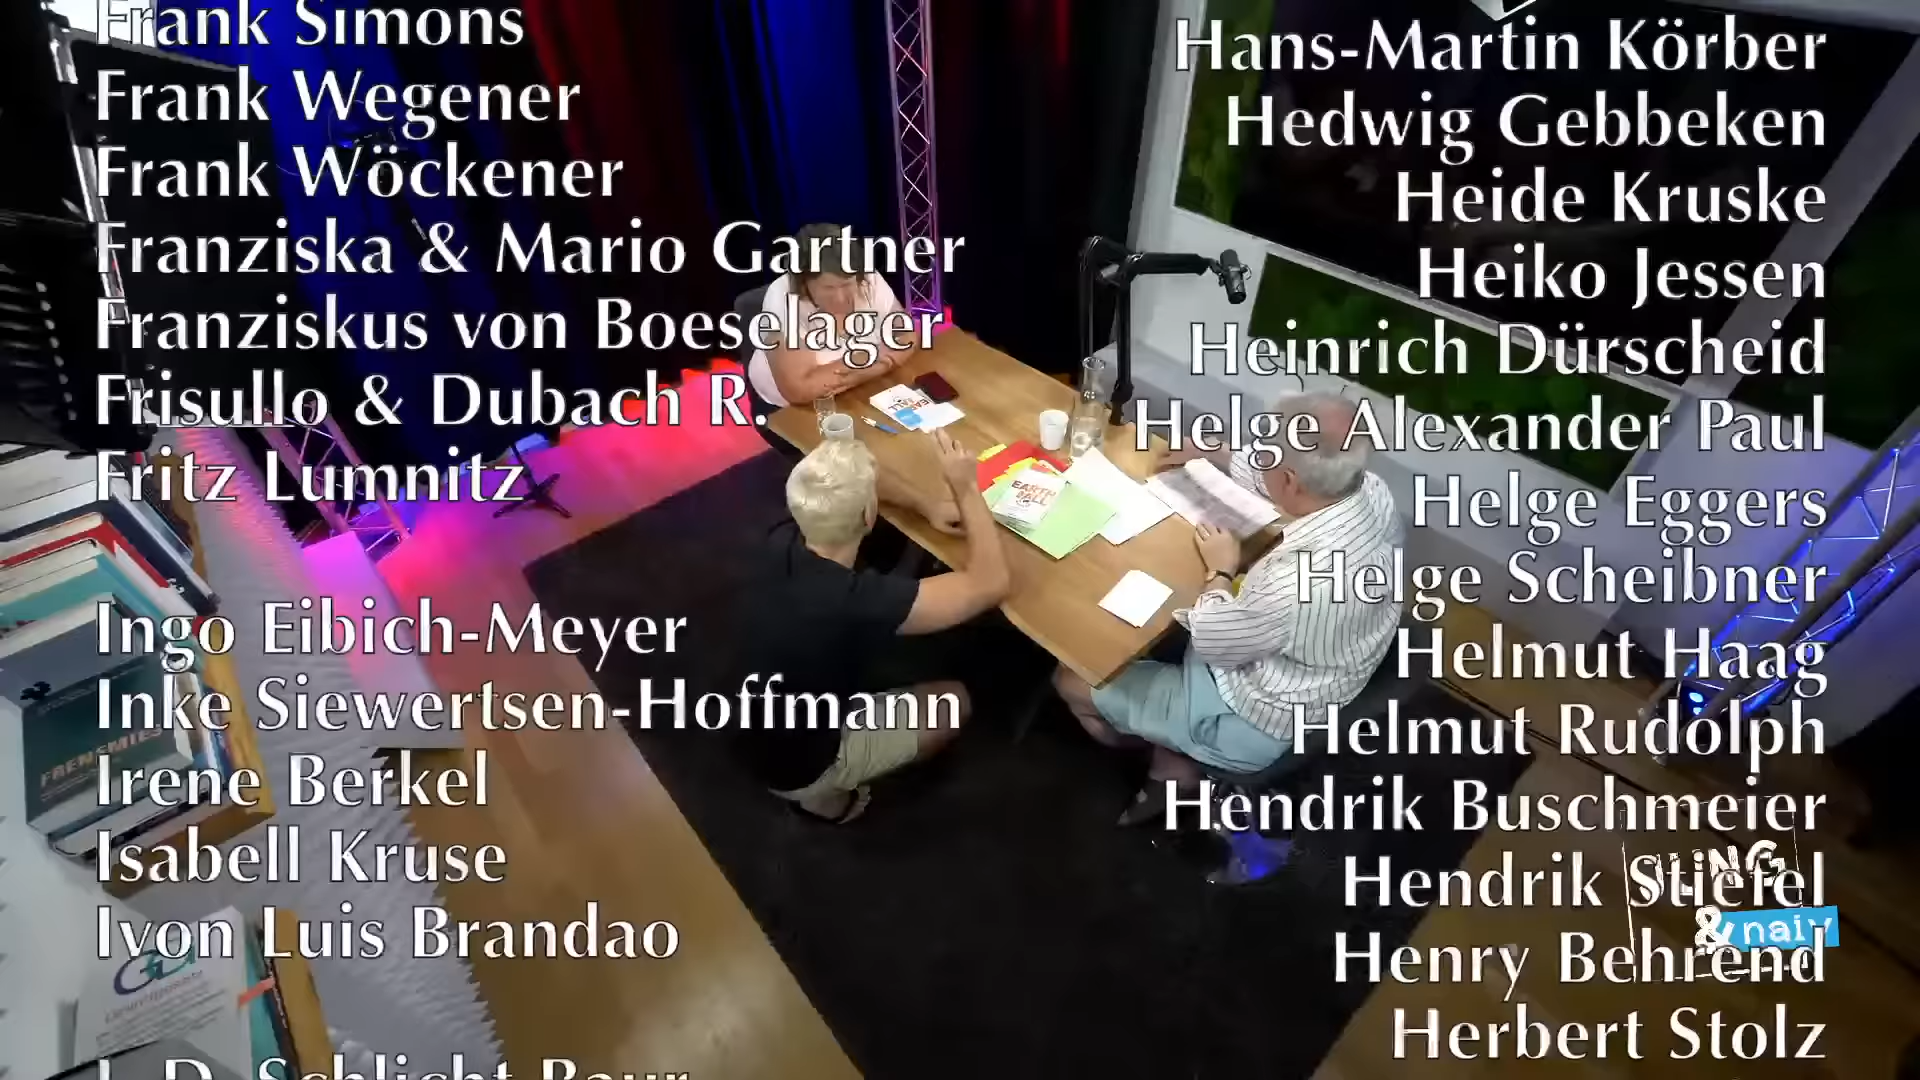 Frank Simons
Frank Wegener
Frank Wöckener
Franziska & Mario Gartner
Franziskus von Boeselager
Frisullo & Dubach R.
Fritz Lumnitz
Ingo Eibich-Meyer
Inke Siewertsen-Hoffmann
Irene Berkel
Isabell Kruse
Ivon Luis Brandao
Hans-Martin Körber
Hedwig Gebbeken
Heide Kruske
Heiko Jessen
Heinrich Dürscheid
Helge Alexander Paul
Helge Eggers
Helge Scheibner
Helmut Haag
Helmut Rudolph
Hendrik Buschmeier
Hendrik Stiefel
Henry Behrend
Herbert Stolz
EARTH
4ALL
& naiv